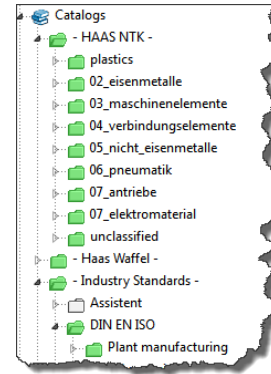 Catalogs
- HAAS NTK -
plastics
02_eisenmetalle
03_maschinenelemente
04_verbindungselemente
05_nicht_eisenmetalle
06_pneumatik
07_antriebe
07_elektromaterial
unclassified
- Haas Waffel -
- Industry Standards -
Assistent
DIN EN ISO
Plant manufacturing